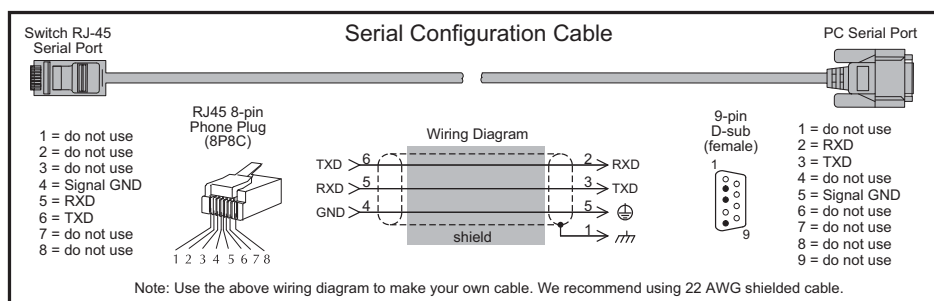 Serial Configuration Cable
Switch RJ-45
Serial Port
PC Serial Port
1 = do not use
2 = do not use
3 = do not use
4 = Signal GND
5 = RXD
6 = TXD
7 = do not use
8 = do not use
RJ45 8-pin
Phone Plug
(8P8C)
1 2 3 4 5 6 7 8
Wiring Diagram
TXD 6 2 RXD
RXD 5 3 TXD
GND 4 5
1
shield
9-pin
D-sub
(female)
1
9
1 = do not use
2 = RXD
3 = TXD
4 = do not use
5 = Signal GND
6 = do not use
7 = do not use
8 = do not use
9 = do not use
Note: Use the above wiring diagram to make your own cable. We recommend using 22 AWG shielded cable.